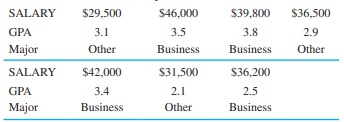 SALARY $29,500 $46,000 $39,800 $36,500
GPA 3.1 3.5 3.8 2.9
Major Other Business Business Other
SALARY $42,000 $31,500 $36,200
GPA 3.4 2.1 2.5
Major Business Other Business